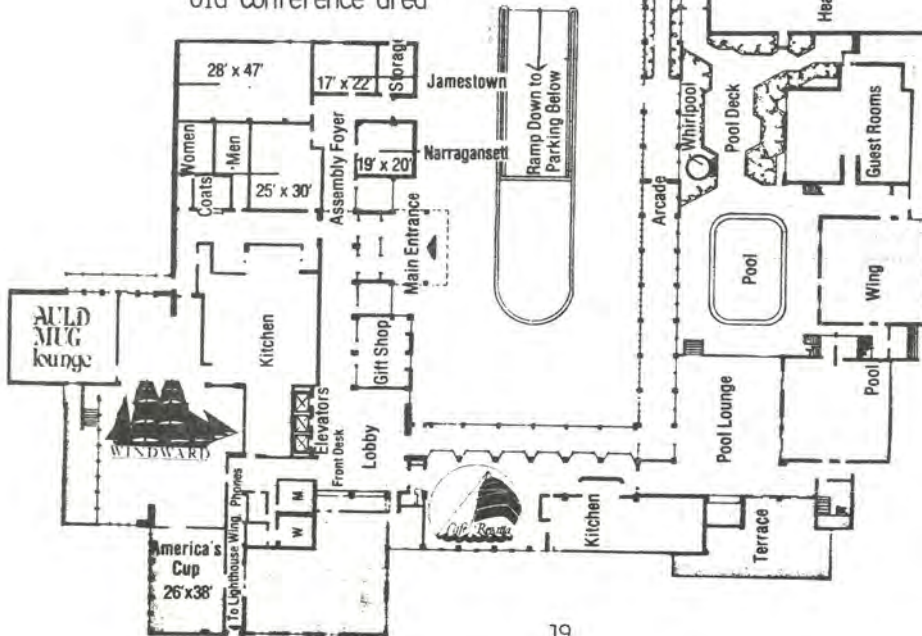 Old Conference area
28' x 47'
17' x 22'
Storage
Jamestown
Ramp Down to
Parking Below
Whirlpool
Pool Deck
Guest Rooms
Women
Men
Coats
25' x 30'
Assembly Foyer
19' x 20'
Narragansett
Main Entrance
Arcade
Pool
Wing
AULD
MUG
lounge
Kitchen
Gift Shop
WINDWARD
Elevators
Front Desk
Lobby
Pool Lounge
Pool
Phones
M
W
To Lighthouse Wing
America's
Cup
26'x38'
Kitchen
Terrace
19